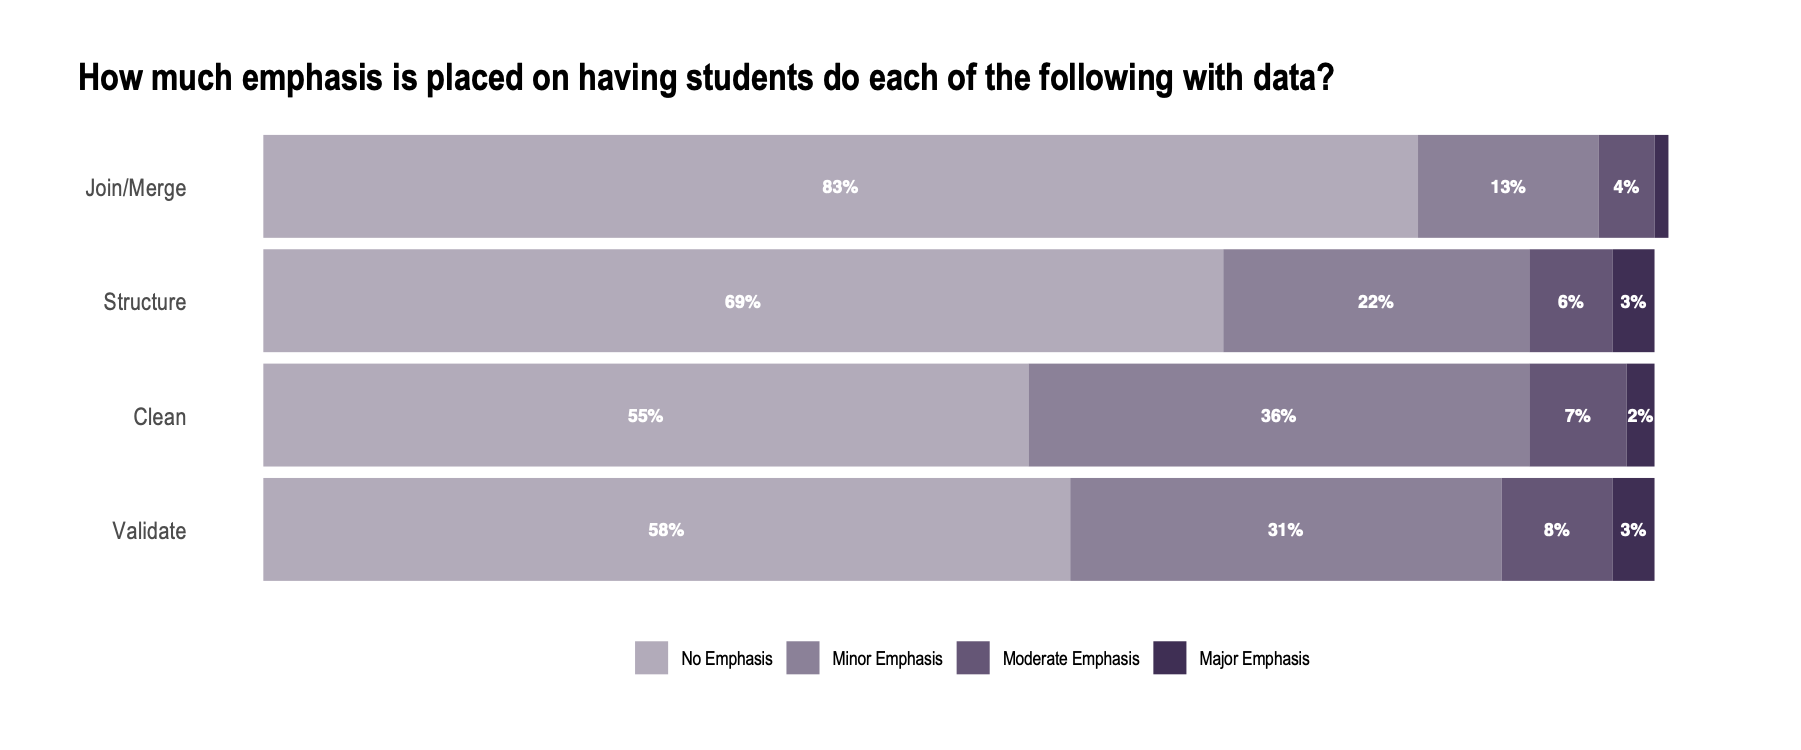 How much emphasis is placed on having students do each of the following with data?
Join/Merge 83% 13% 4%
Structure 69% 22% 6% 3%
Clean 55% 36% 7% 2%
Validate 58% 31% 8% 3%
No Emphasis Minor Emphasis Moderate Emphasis Major Emphasis